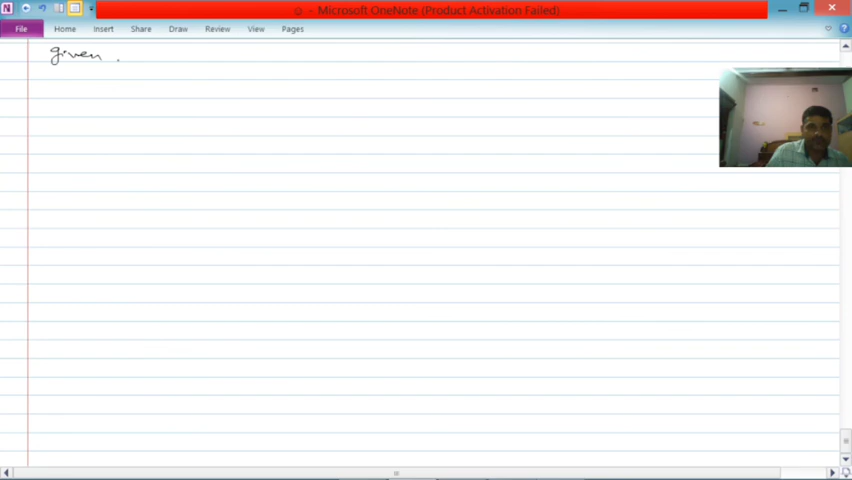 ☺ - Microsoft OneNote (Product Activation Failed)
File Home Insert Share Draw Review View Pages
given .